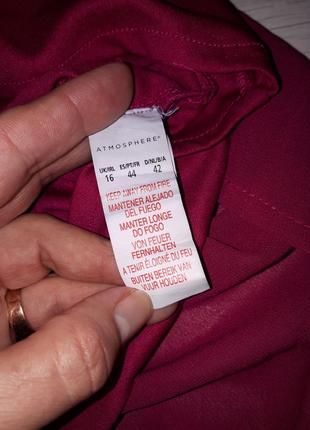 ATMOSPHERE®
UK/IRL ES/PT/FR D/NL/B/A
16 44 42
KEEP AWAY FROM FIRE
MANTENER ALEJADO
DEL FUEGO
MANTER LONGE
DO FOGO
VON FEUER
FERNHALTEN
A TENIR ÉLOIGNÉ DU FEU
BUITEN BEREIK VAN
VUUR HOUDEN